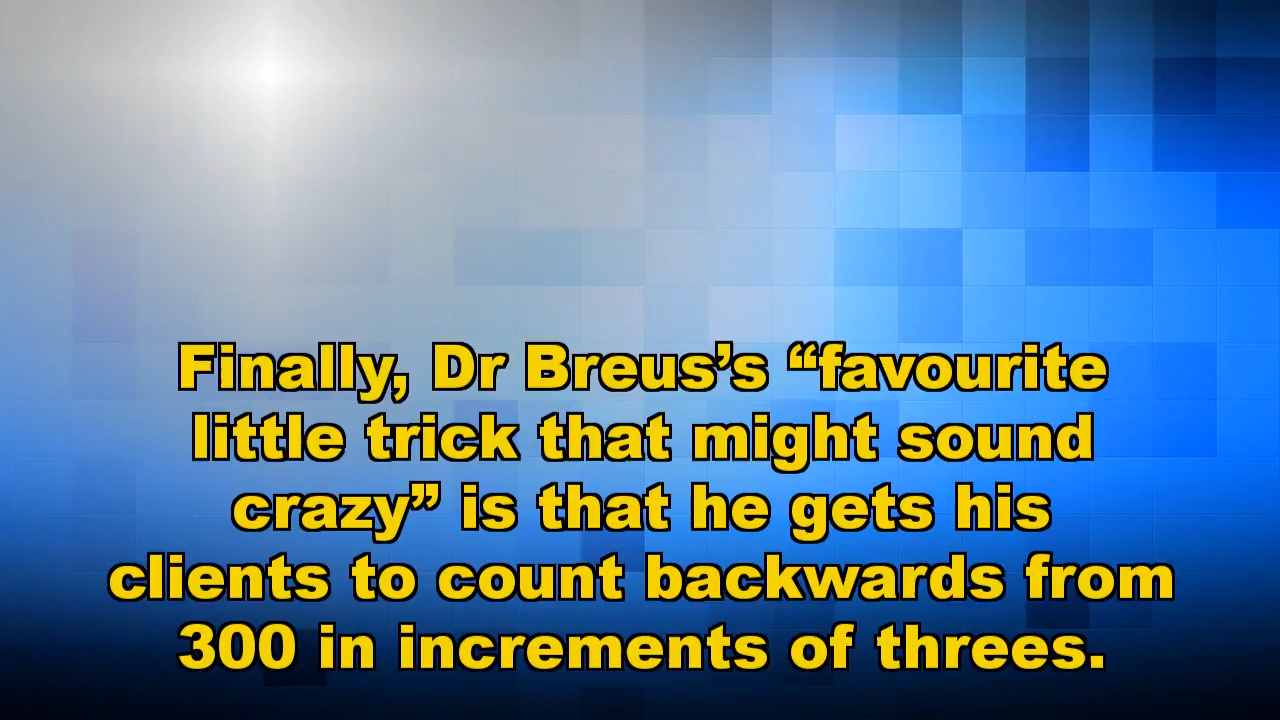 Finally, Dr Breus’s “favourite
little trick that might sound
crazy” is that he gets his
clients to count backwards from
300 in increments of threes.